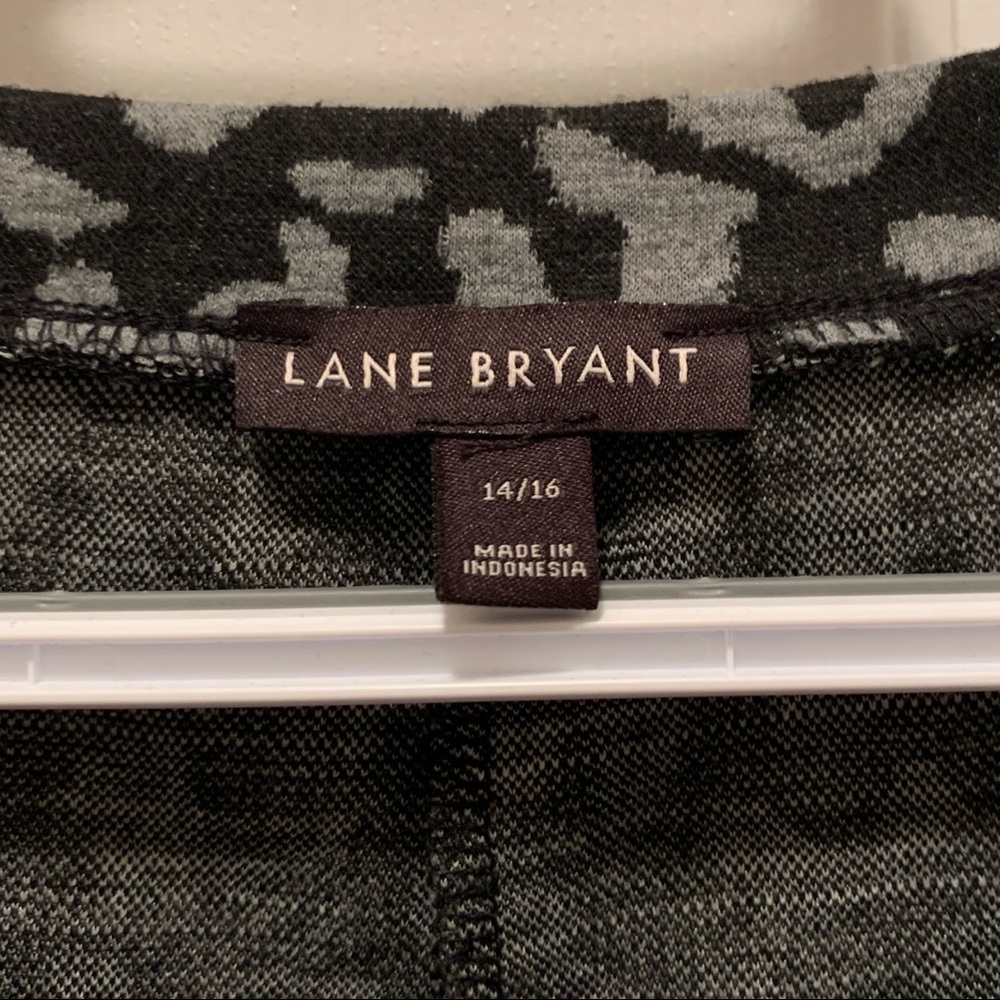 LANE BRYANT
14/16
MADE IN
INDONESIA